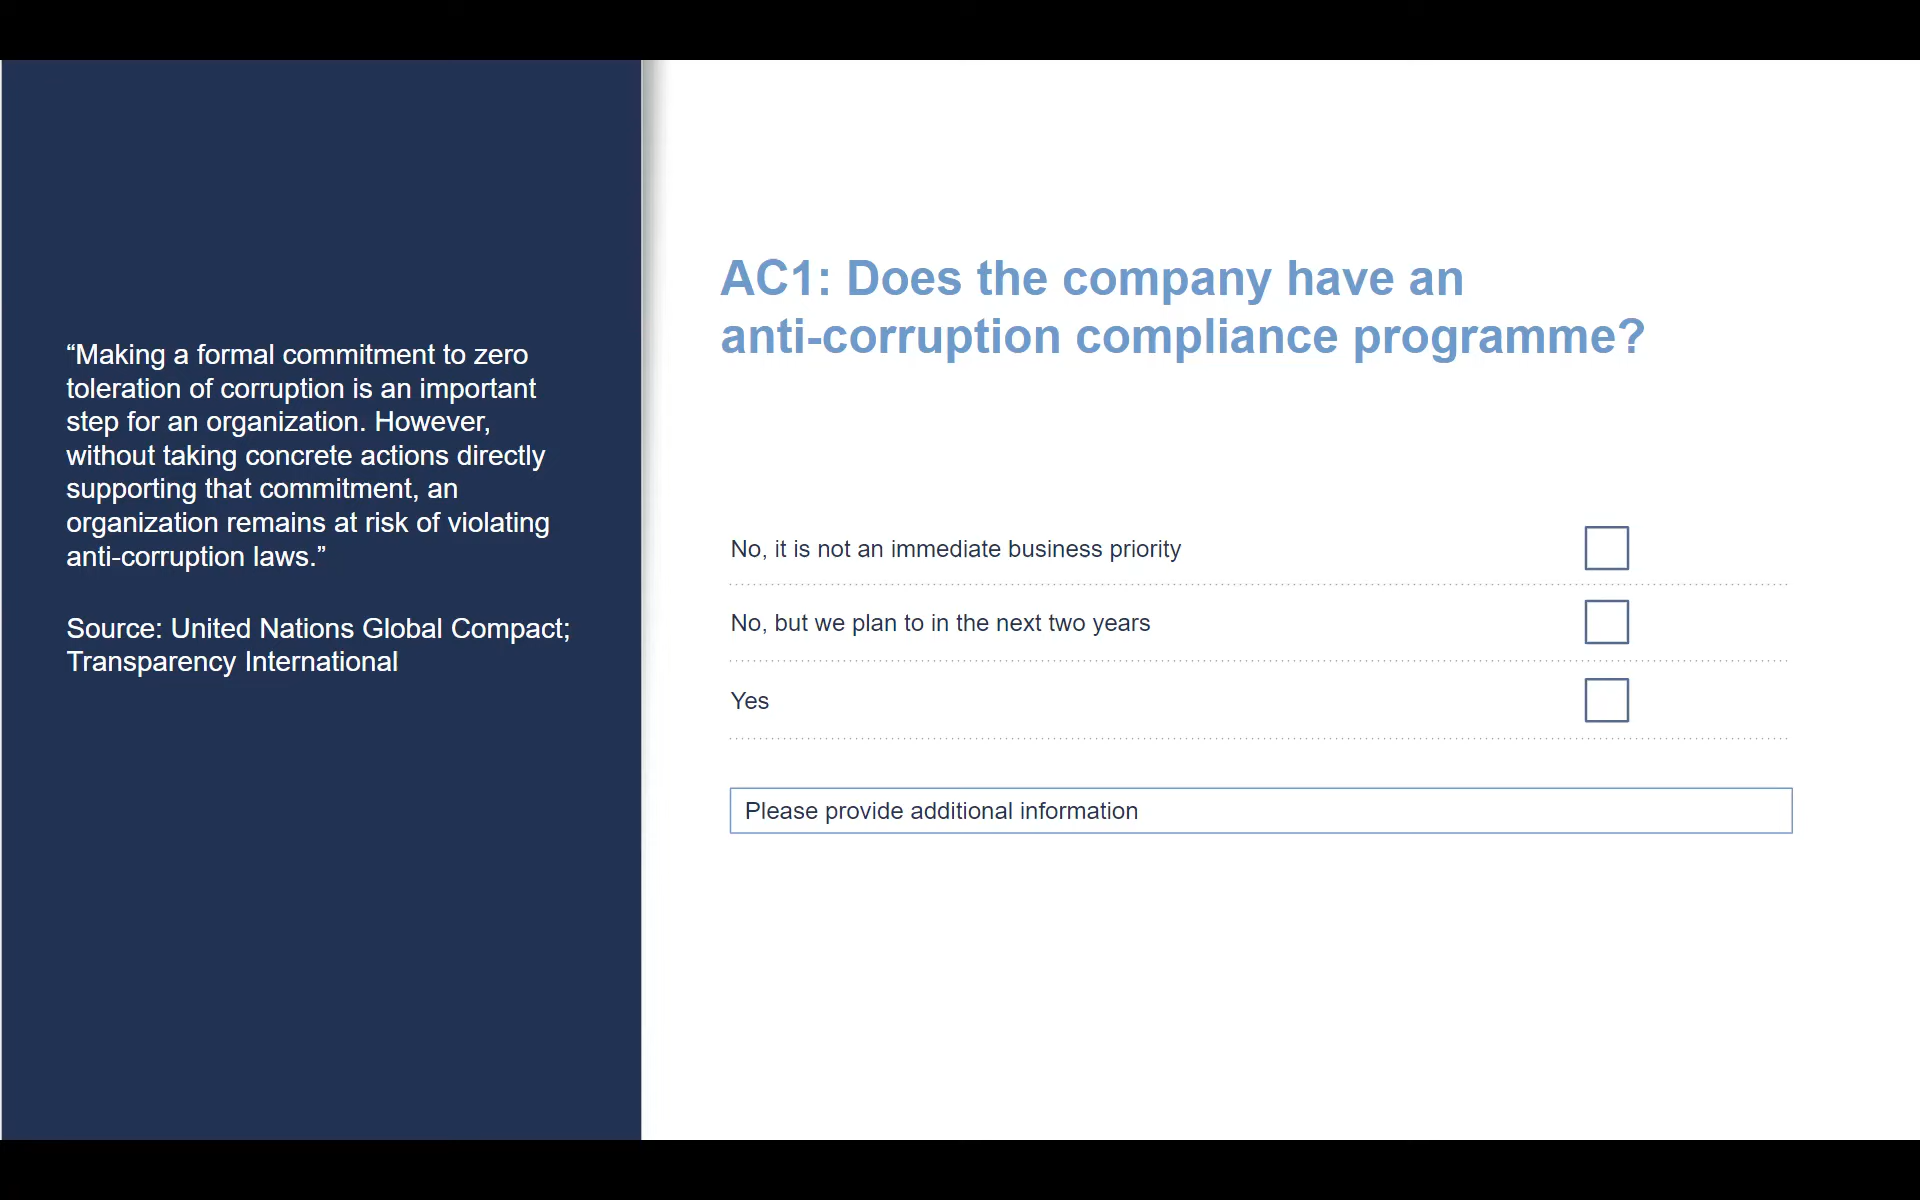 “Making a formal commitment to zero
toleration of corruption is an important
step for an organization. However,
without taking concrete actions directly
supporting that commitment, an
organization remains at risk of violating
anti-corruption laws.”
Source: United Nations Global Compact;
Transparency International
AC1: Does the company have an
anti-corruption compliance programme?
No, it is not an immediate business priority
No, but we plan to in the next two years
Yes
Please provide additional information